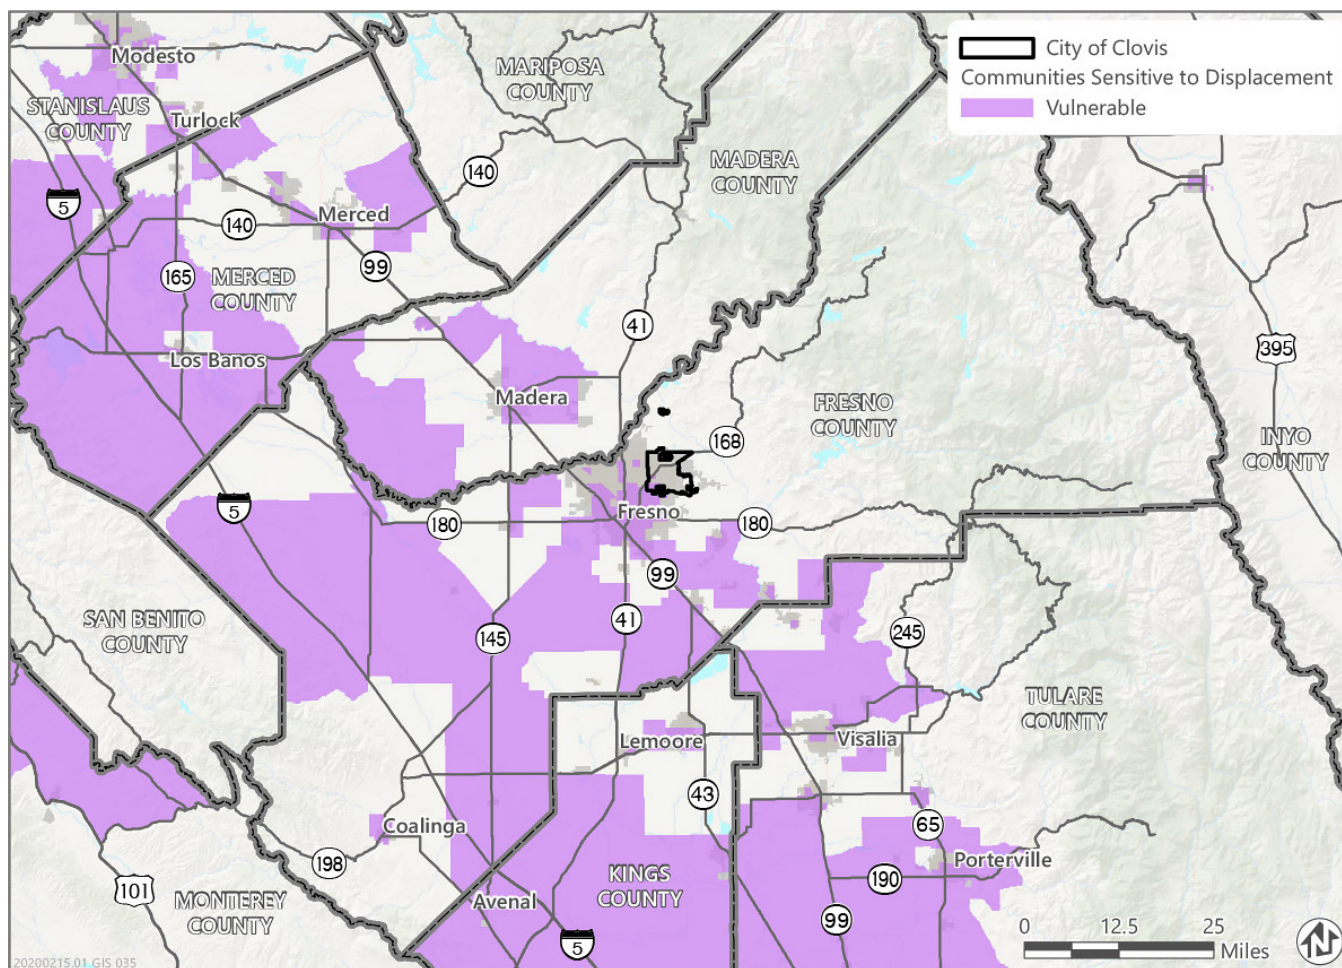 City of Clovis
Communities Sensitive to Displacement
Vulnerable
Modesto
MARIPOSA
COUNTY
STANISLAUS
COUNTY
Turlock
MADERA
COUNTY
140
5
Merced
140
99
165
MERCED
COUNTY
41
395
Los Banos
Madera
FRESNO
COUNTY
168
INYO
COUNTY
5
180
Fresno
180
99
SAN BENITO
COUNTY
145
41
245
TULARE
COUNTY
Lemoore
Visalia
43
Coalinga
65
198
Porterville
101
MONTEREY
COUNTY
KINGS
COUNTY
190
Avenal
99
5
0 12.5 25
Miles
N
20200215.01 GIS 035